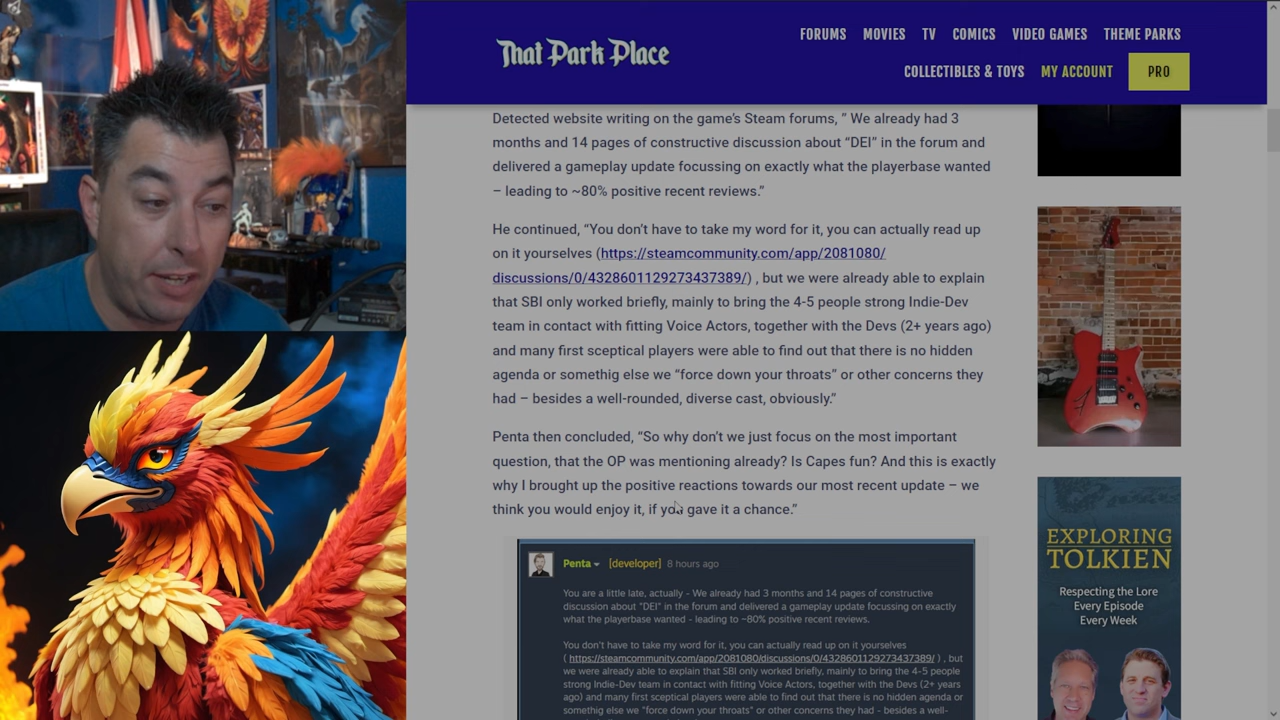 That Park Place
FORUMS MOVIES TV COMICS VIDEO GAMES THEME PARKS
COLLECTIBLES & TOYS MY ACCOUNT PRO
Detected website writing on the game's Steam forums, “ We already had 3
months and 14 pages of constructive discussion about “DEI” in the forum and
delivered a gameplay update focussing on exactly what the playerbase wanted
– leading to ~80% positive recent reviews.”
He continued, “You don't have to take my word for it, you can actually read up
on it yourselves (https://steamcommunity.com/app/2081080/
discussions/0/4328601129273437389/) , but we were already able to explain
that SBI only worked briefly, mainly to bring the 4-5 people strong Indie-Dev
team in contact with fitting Voice Actors, together with the Devs (2+ years ago)
and many first sceptical players were able to find out that there is no hidden
agenda or somethig else we “force down your throats” or other concerns they
had – besides a well-rounded, diverse cast, obviously.”
Penta then concluded, “So why don't we just focus on the most important
question, that the OP was mentioning already? Is Capes fun? And this is exactly
why I brought up the positive reactions towards our most recent update – we
think you would enjoy it, if you gave it a chance.”
Penta [developer] 8 hours ago
You are a little late, actually - We already had 3 months and 14 pages of constructive
discussion about "DEI" in the forum and delivered a gameplay update focussing on exactly
what the playerbase wanted - leading to ~80% positive recent reviews.
You don't have to take my word for it, you can actually read up on it yourselves
( https://steamcommunity.com/app/2081080/discussions/0/4328601129273437389/ ) , but
we were already able to explain that SBI only worked briefly, mainly to bring the 4-5 people
strong Indie-Dev team in contact with fitting Voice Actors, together with the Devs (2+ years
ago) and many first sceptical players were able to find out that there is no hidden agenda or
somethig else we "force down your throats" or other concerns they had - besides a well-
EXPLORING
TOLKIEN
Respecting the Lore
Every Episode
Every Week